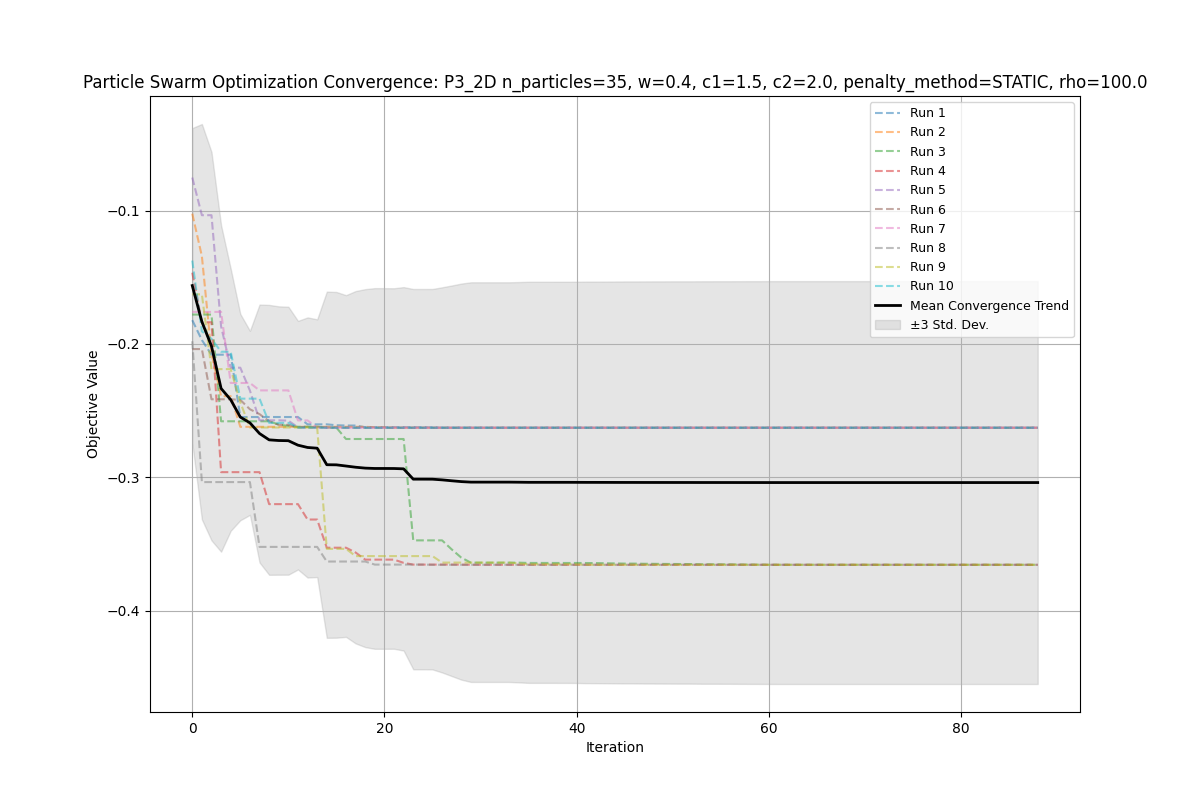 Particle Swarm Optimization Convergence: P3_2D n_particles=35, w=0.4, c1=1.5, c2=2.0, penalty_method=STATIC, rho=100.0
Run 1
Run 2
Run 3
Run 4
Run 5
Run 6
Run 7
Run 8
Run 9
Run 10
Mean Convergence Trend
±3 Std. Dev.
Objective Value
−0.1
−0.2
−0.3
−0.4
0
20
40
60
80
Iteration